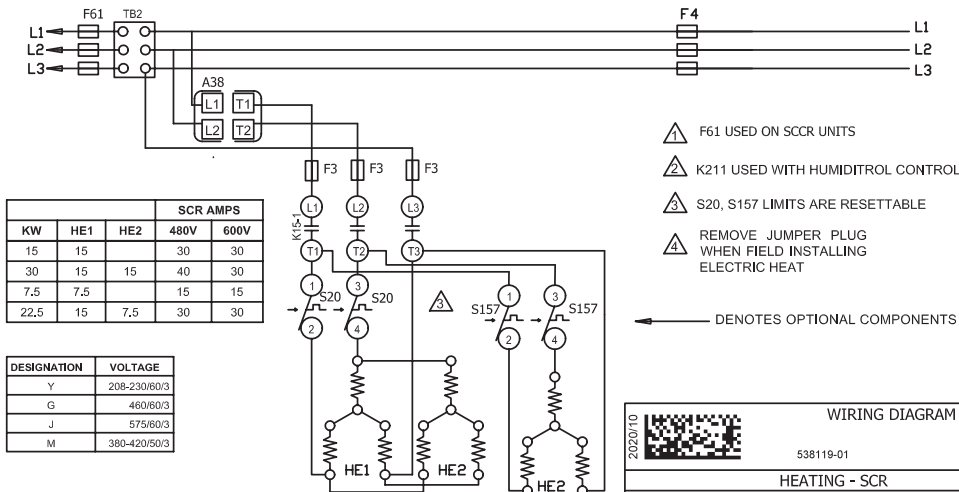 F61 TB2 F4
L1 L1
L2 L2
L3 L3
A38
L1 T1
L2 T2
F3 F3 F3
L1 L2 L3
K15-1
T1 T2 T3
1 3 1 3
S20 S20 3 S157 S157
2 4 2 4
HE1 HE2 HE2
1 F61 USED ON SCCR UNITS
2 K211 USED WITH HUMIDITROL CONTROL
3 S20, S157 LIMITS ARE RESETTABLE
4 REMOVE JUMPER PLUG
WHEN FIELD INSTALLING
ELECTRIC HEAT
DENOTES OPTIONAL COMPONENTS
SCR AMPS
KW HE1 HE2 480V 600V
15 15 30 30
30 15 15 40 30
7.5 7.5 15 15
22.5 15 7.5 30 30
DESIGNATION VOLTAGE
Y 208-230/60/3
G 460/60/3
J 575/60/3
M 380-420/50/3
2020/10
WIRING DIAGRAM
538119-01
HEATING - SCR